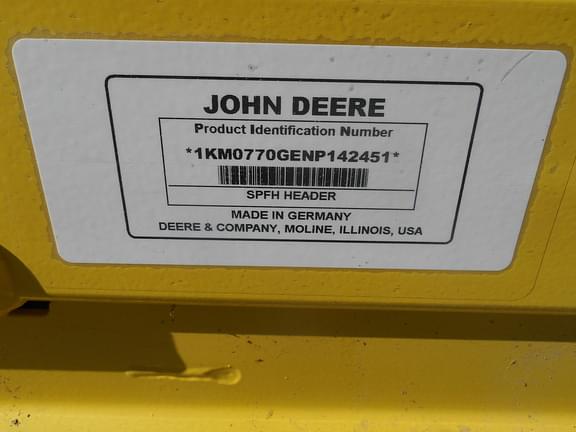 JOHN DEERE
Product Identification Number
*1KM0770GENP142451*
SPFH HEADER
MADE IN GERMANY
DEERE & COMPANY, MOLINE, ILLINOIS, USA